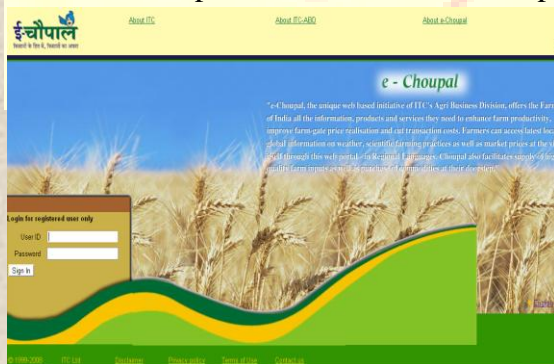 ई-चौपाल
About ITC
About ITC-ABD
About e-Choupal
e - Choupal
"e-Choupal, the unique web based initiative of ITC's Agri Business Division, offers the Far
of India all the information, products and services they need to enhance farm productivity,
improve farm-gate price realisation and cut transaction costs. Farmers can access latest loca
global information on weather, scientific farming practices as well as market prices at the
itself through this web portal - in Regional Languages. Choupal also facilitates supply of hi
quality farm inputs as well as purchase of commodities at their doorstep."
Login for registered user only
User ID
Password
Sign In
ITC Ltd
Disclaimer
Privacy policy
Terms of Use
Contact us